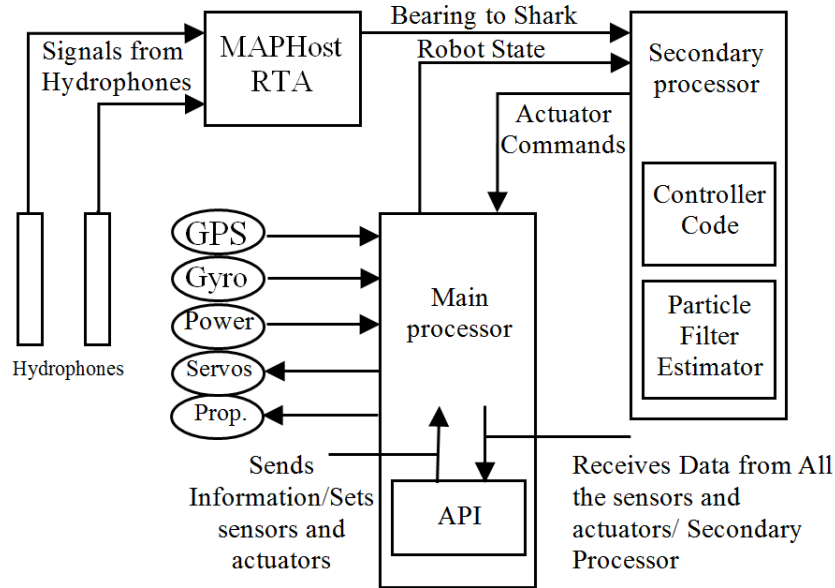 Signals from
Hydrophones
MAPHost
RTA
Bearing to Shark
Robot State
Secondary
processor
Actuator
Commands
Controller
Code
Particle
Filter
Estimator
GPS
Gyro
Power
Servos
Prop.
Hydrophones
Main
processor
API
Sends
Information/Sets
sensors and
actuators
Receives Data from All
the sensors and
actuators/ Secondary
Processor